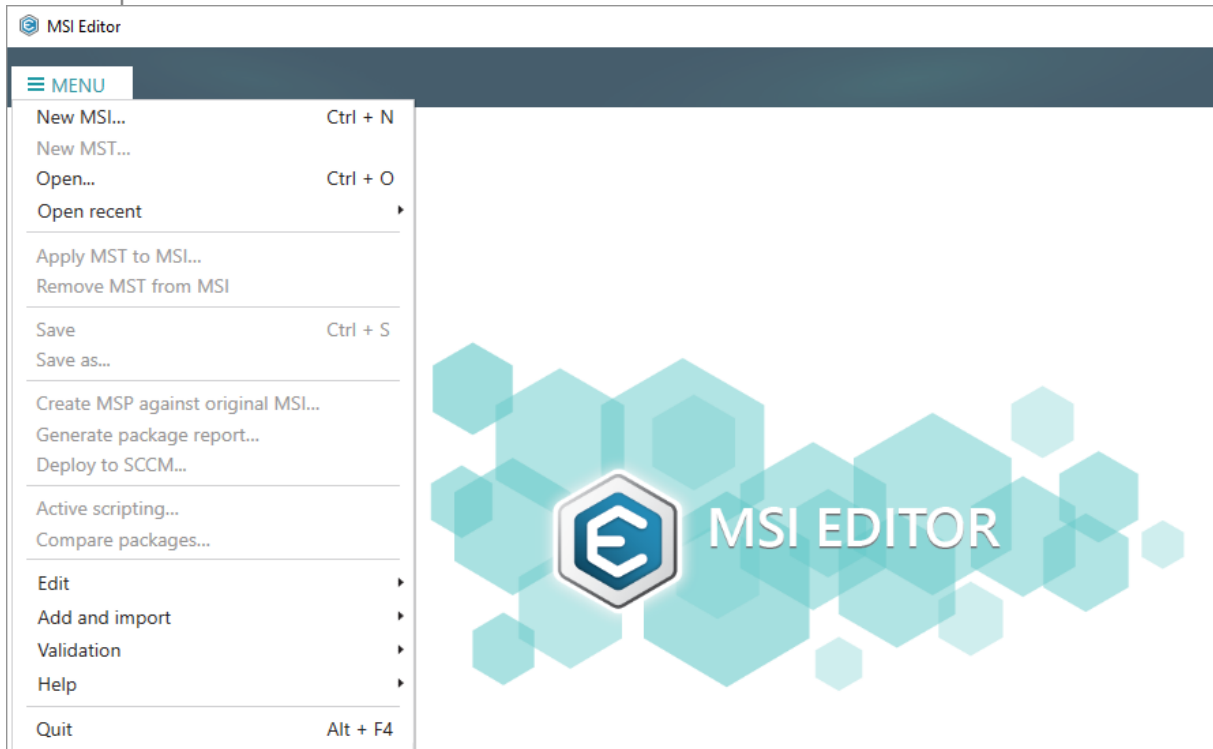 MSI Editor
MENU
New MSI... Ctrl + N
New MST...
Open... Ctrl + O
Open recent
Apply MST to MSI...
Remove MST from MSI
Save Ctrl + S
Save as...
Create MSP against original MSI...
Generate package report...
Deploy to SCCM...
Active scripting...
Compare packages...
Edit
Add and import
Validation
Help
Quit Alt + F4
MSI EDITOR